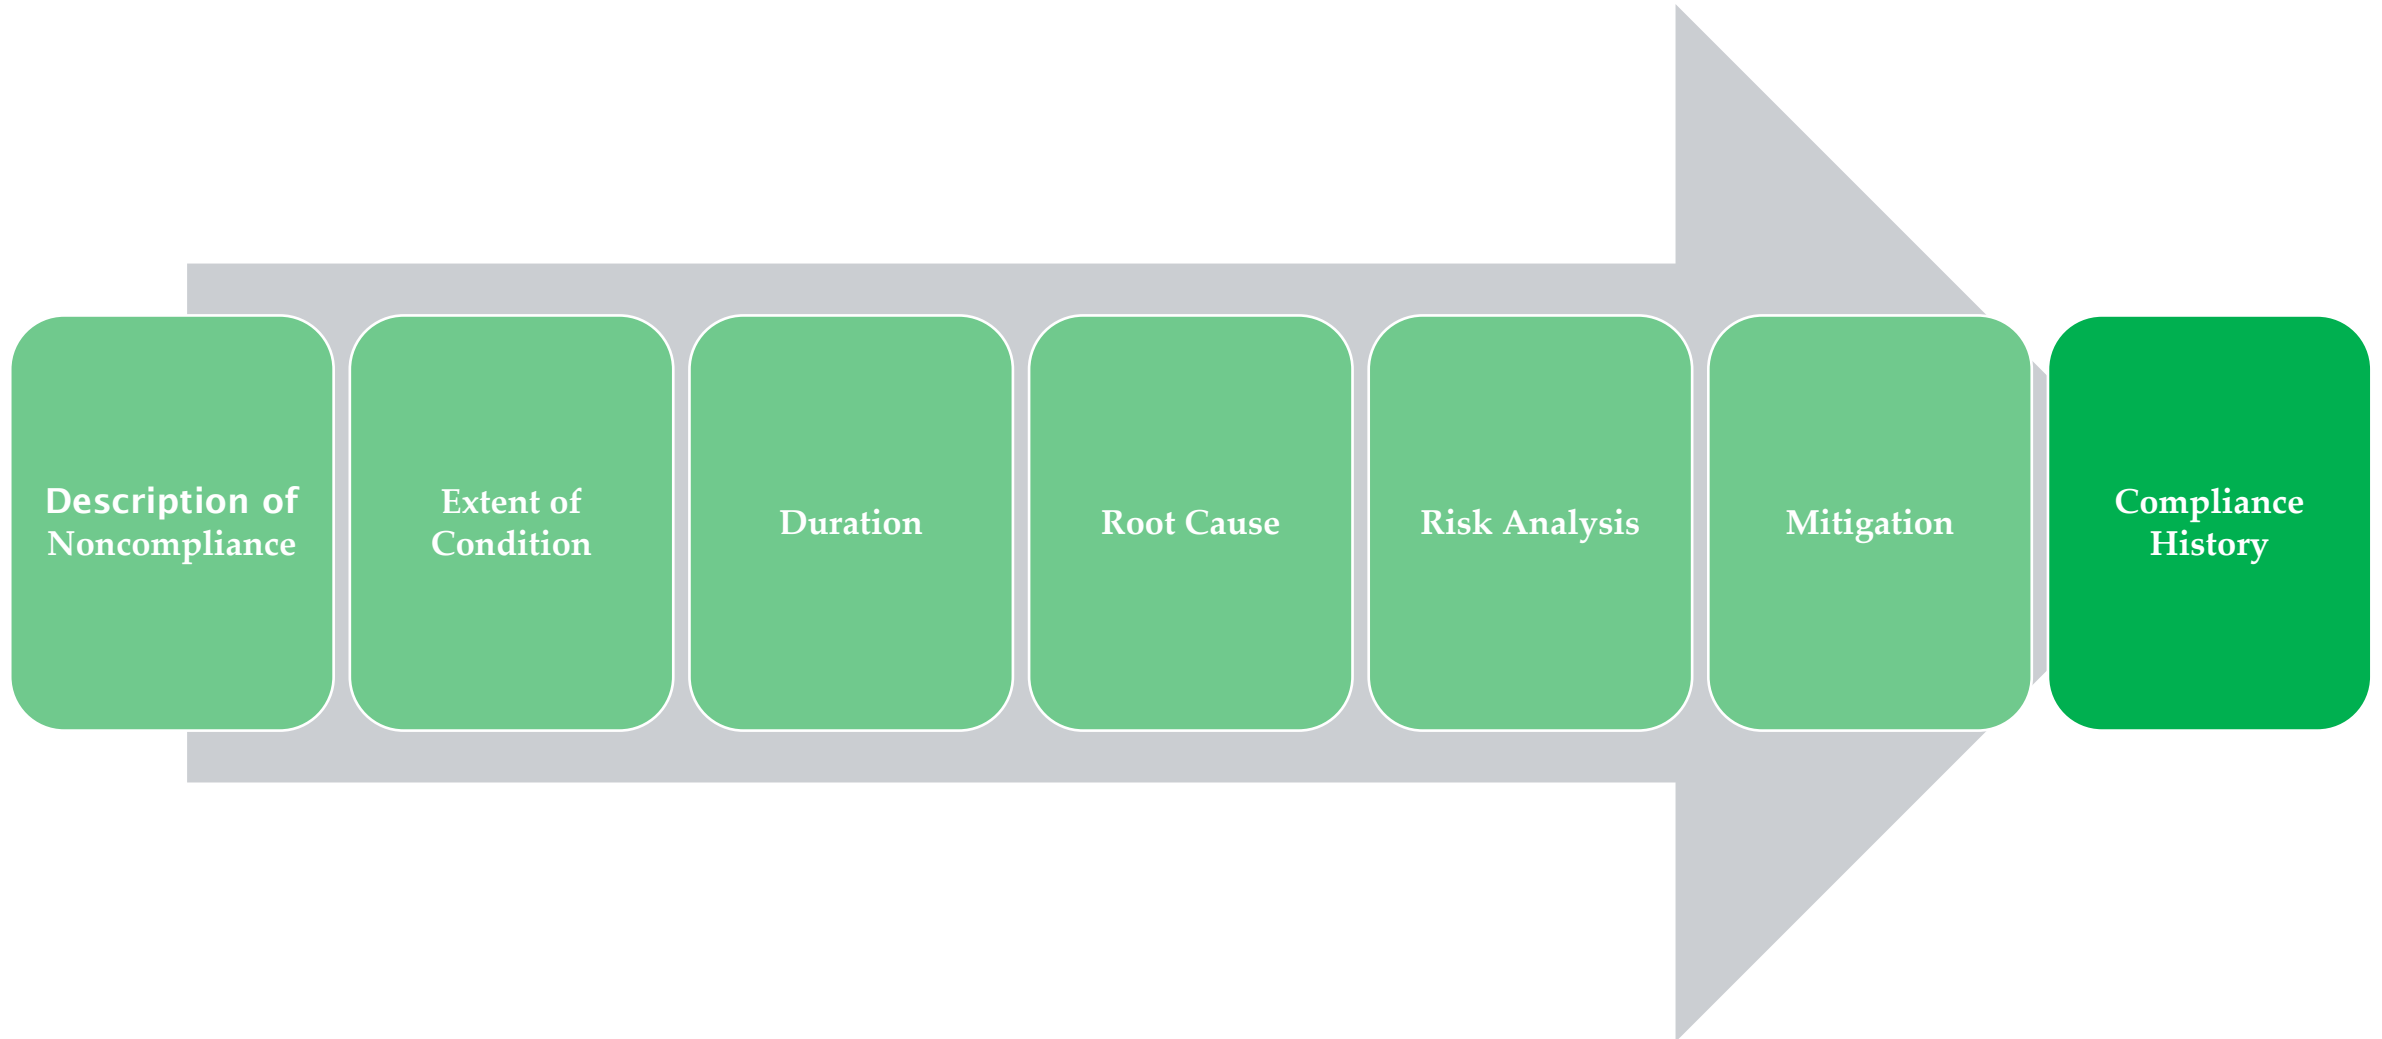 Description of
Noncompliance
Extent of
Condition
Duration
Root Cause
Risk Analysis
Mitigation
Compliance
History